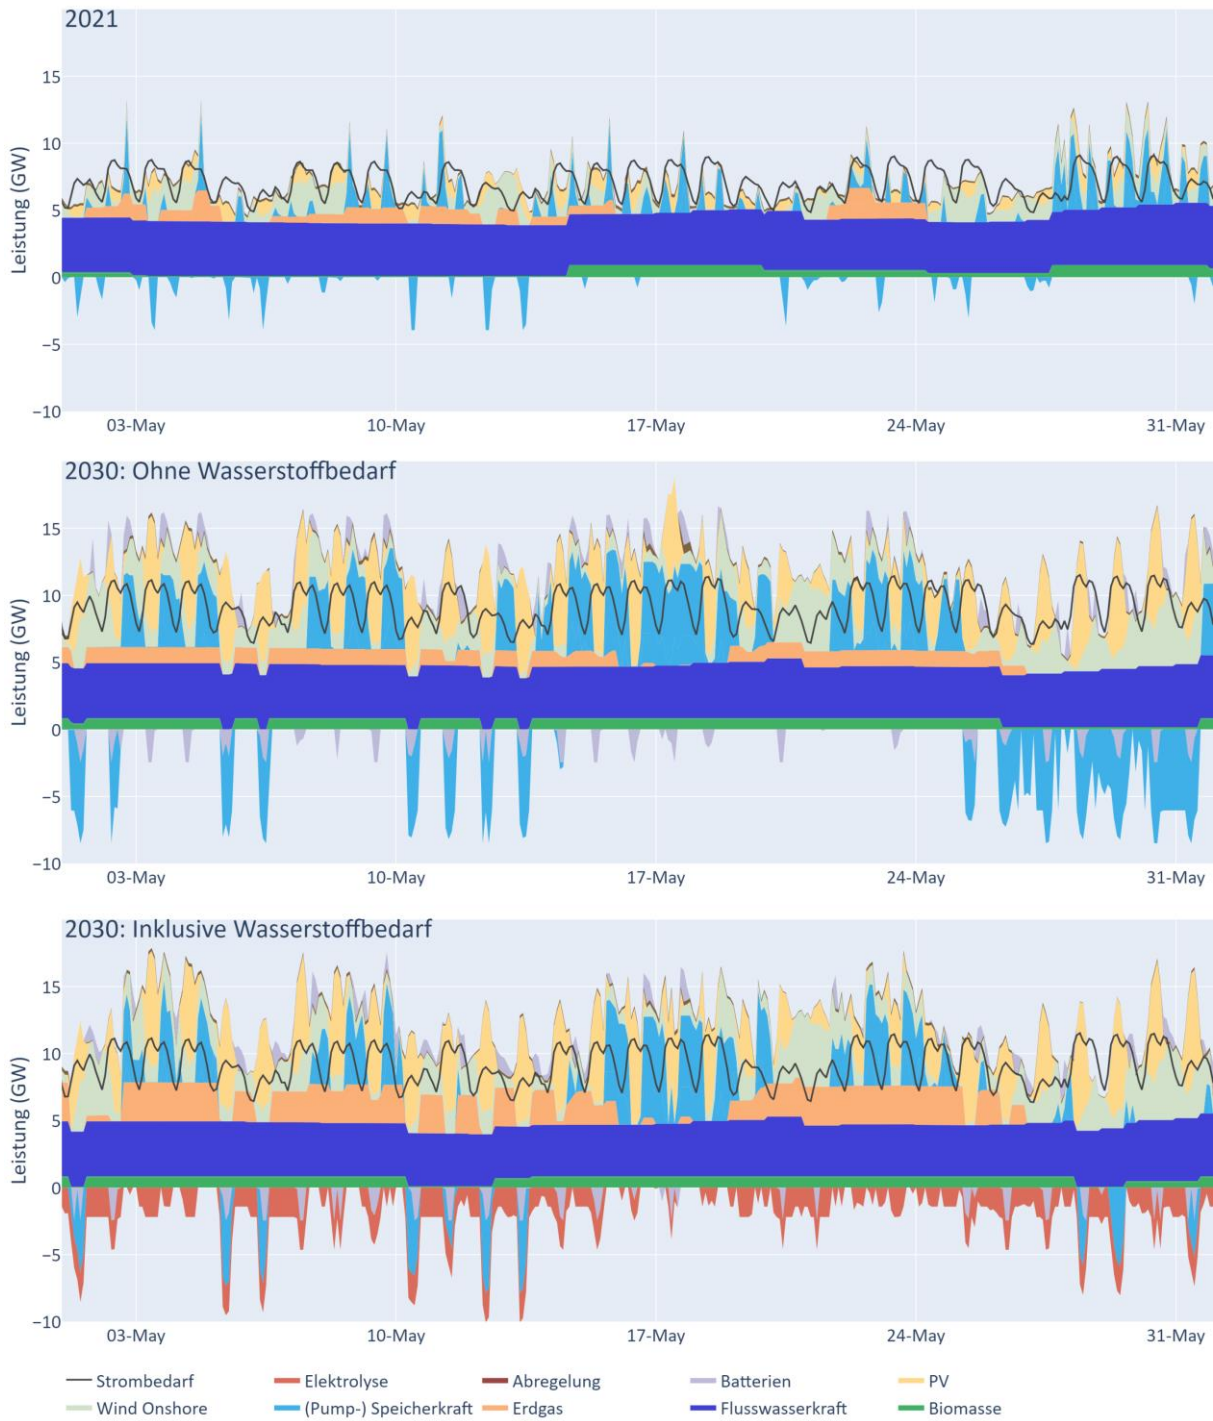 2021
15
10
5
0
−5
−10
Leistung (GW)
03-May 10-May 17-May 24-May 31-May
2030: Ohne Wasserstoffbedarf
15
10
5
0
−5
−10
Leistung (GW)
03-May 10-May 17-May 24-May 31-May
2030: Inklusive Wasserstoffbedarf
15
10
5
0
−5
−10
Leistung (GW)
03-May 10-May 17-May 24-May 31-May
Strombedarf Elektrolyse Abregelung Batterien PV
Wind Onshore (Pump-) Speicherkraft Erdgas Flusswasserkraft Biomasse